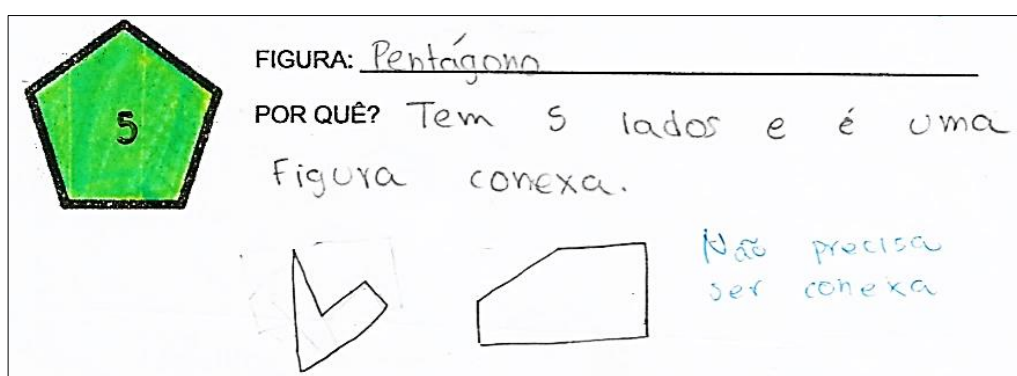 5
FIGURA: Pentágono
POR QUÊ? Tem 5 lados e é uma
Figura conexa.
Não precisa
ser conexa